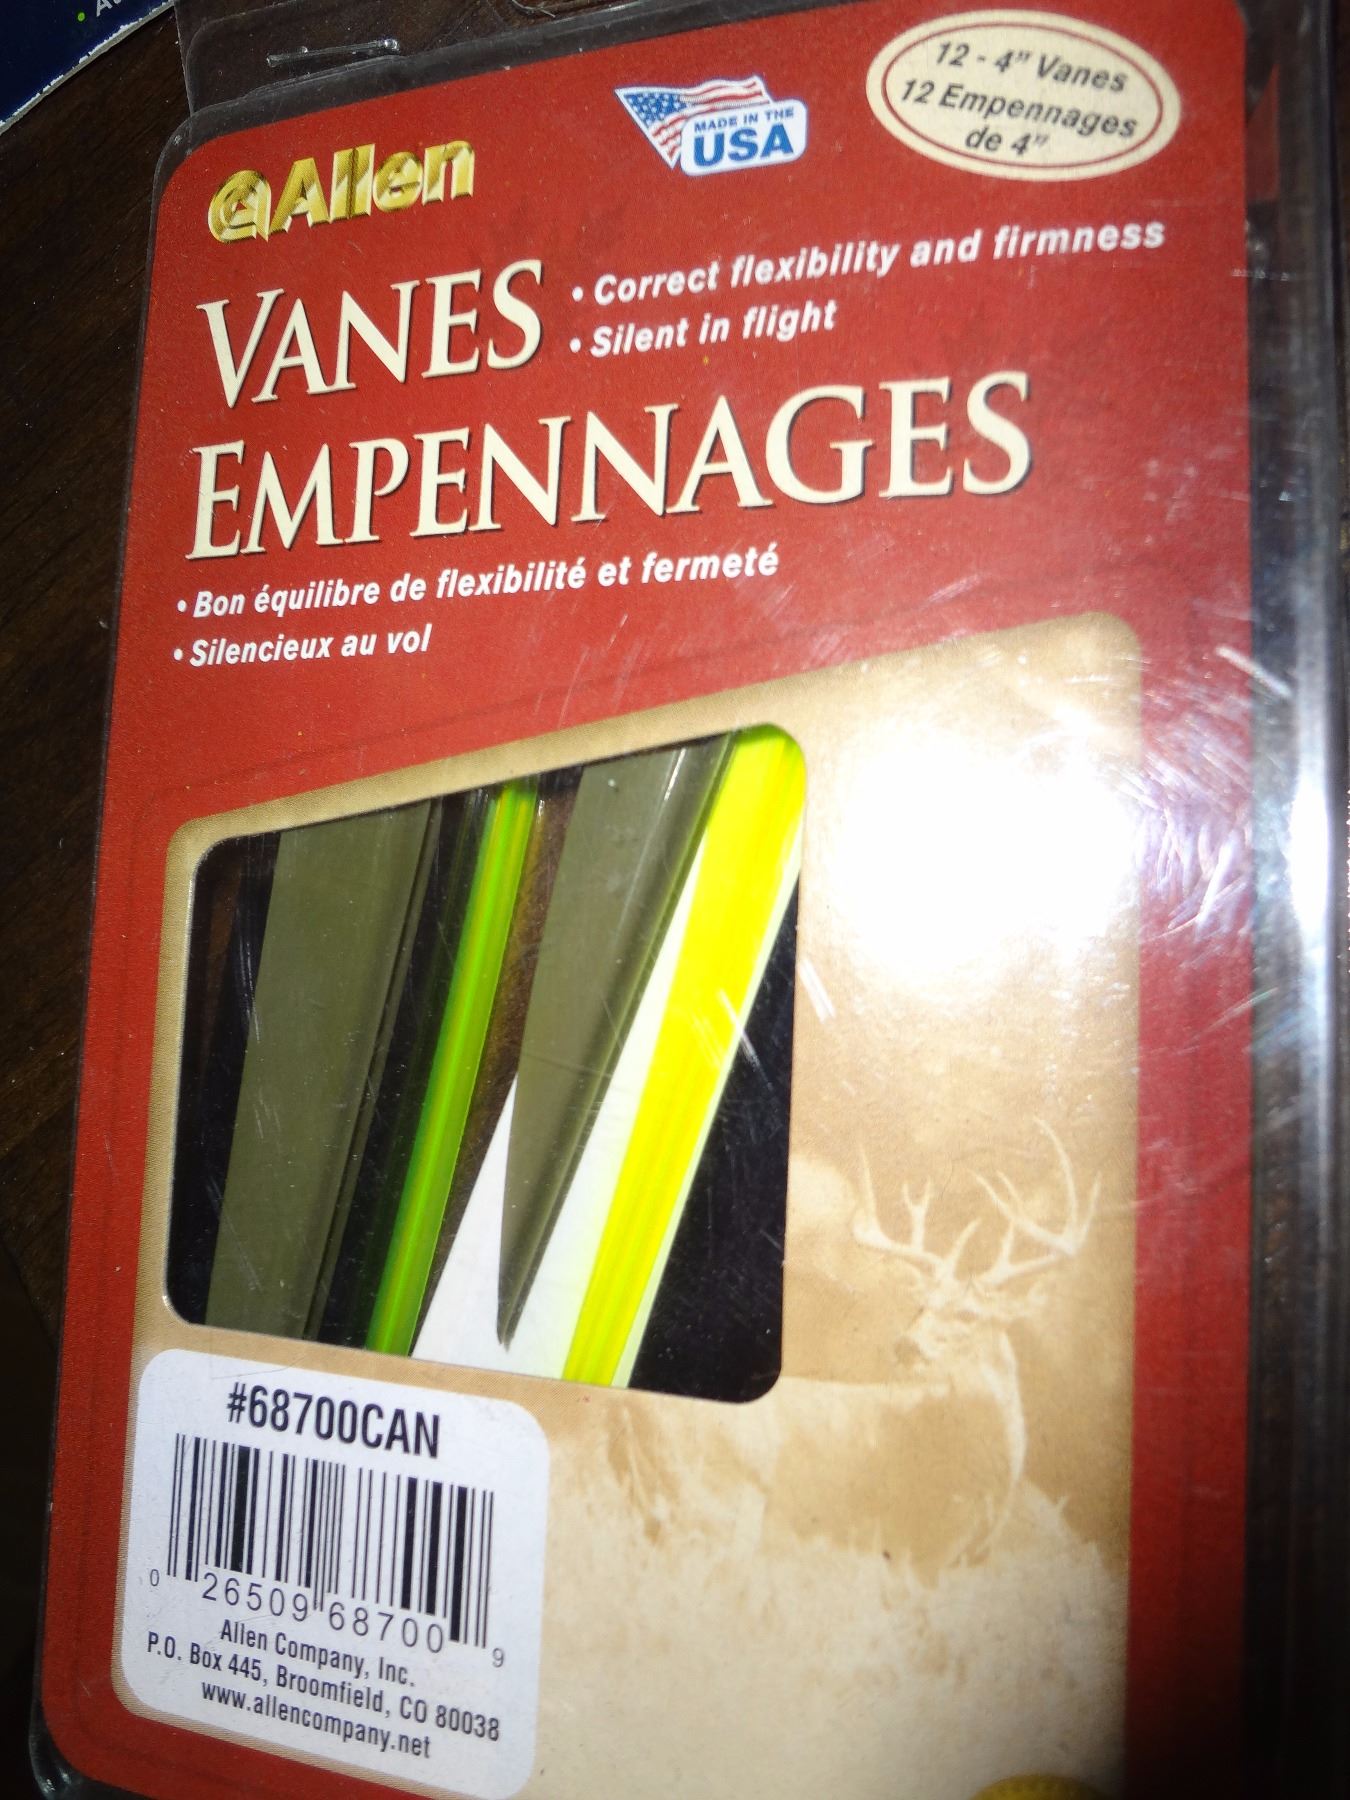 Allen
MADE IN THE
USA
12 - 4" Vanes
12 Empennages
de 4"
VANES
• Correct flexibility and firmness
• Silent in flight
EMPENNAGES
• Bon équilibre de flexibilité et fermeté
• Silencieux au vol
#68700CAN
0 26509 68700 9
Allen Company, Inc.
P.O. Box 445, Broomfield, CO 80038
www.allencompany.net